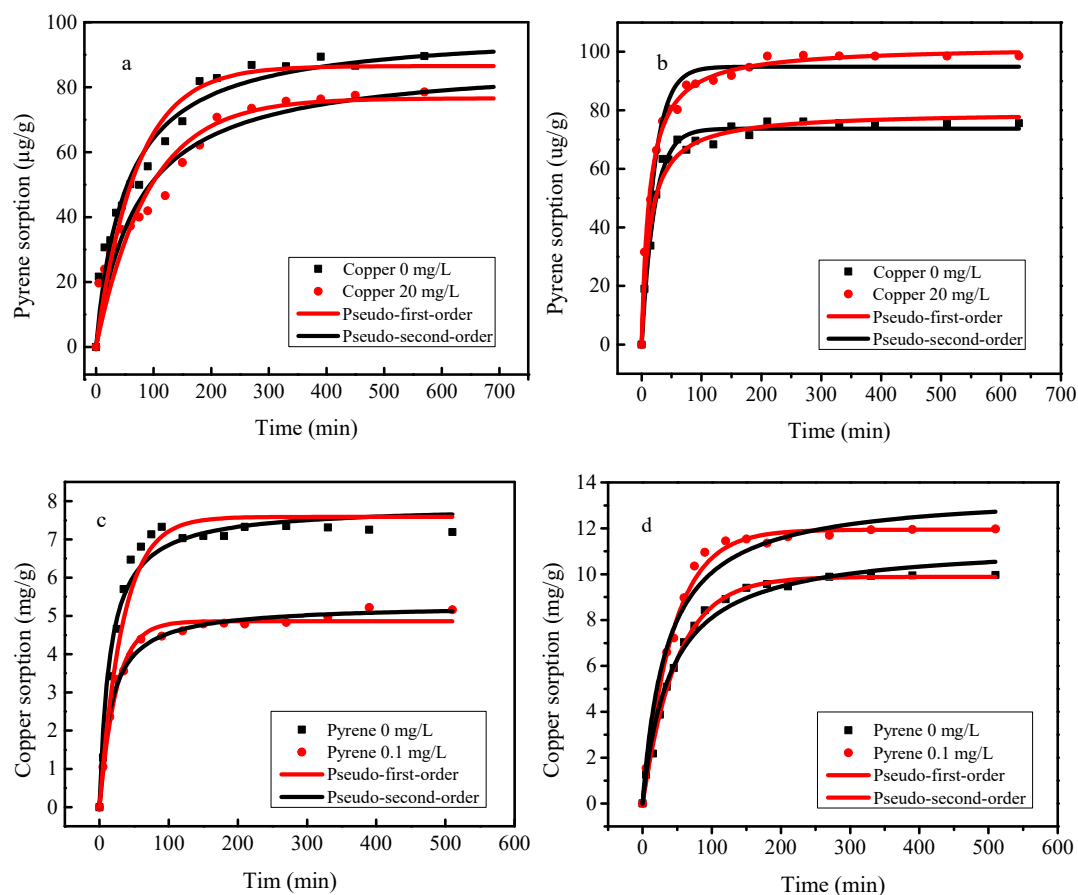 a
Pyrene sorption (µg/g)
100
80
60
40
20
0
Copper 0 mg/L
Copper 20 mg/L
Pseudo-first-order
Pseudo-second-order
0 100 200 300 400 500 600 700
Time (min)
b
Pyrene sorption (ug/g)
100
80
60
40
20
0
Copper 0 mg/L
Copper 20 mg/L
Pseudo-first-order
Pseudo-second-order
0 100 200 300 400 500 600 700
Time (min)
c
Copper sorption (mg/g)
8
7
6
5
4
3
2
1
0
Pyrene 0 mg/L
Pyrene 0.1 mg/L
Pseudo-first-order
Pseudo-second-order
0 100 200 300 400 500 600
Tim (min)
d
Copper sorption (mg/g)
14
12
10
8
6
4
2
0
Pyrene 0 mg/L
Pyrene 0.1 mg/L
Pseudo-first-order
Pseudo-second-order
0 100 200 300 400 500 600
Time (min)